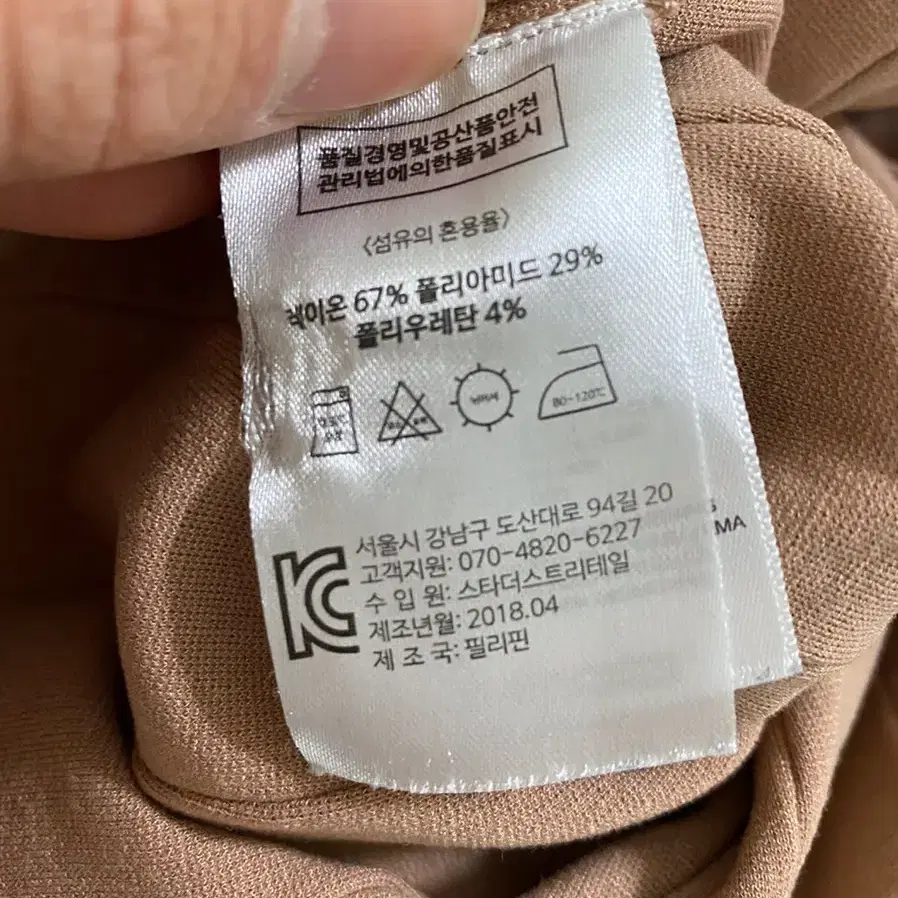 품질경영및공산품안전
관리법에의한품질표시
〈섬유의 혼용율〉
레이온 67% 폴리아미드 29%
폴리우레탄 4%
80~120℃
서울시 강남구 도산대로 94길 20
고객지원: 070-4820-6227
수 입 원: 스타더스트리테일
제조년월: 2018.04
제 조 국: 필리핀
S
MA